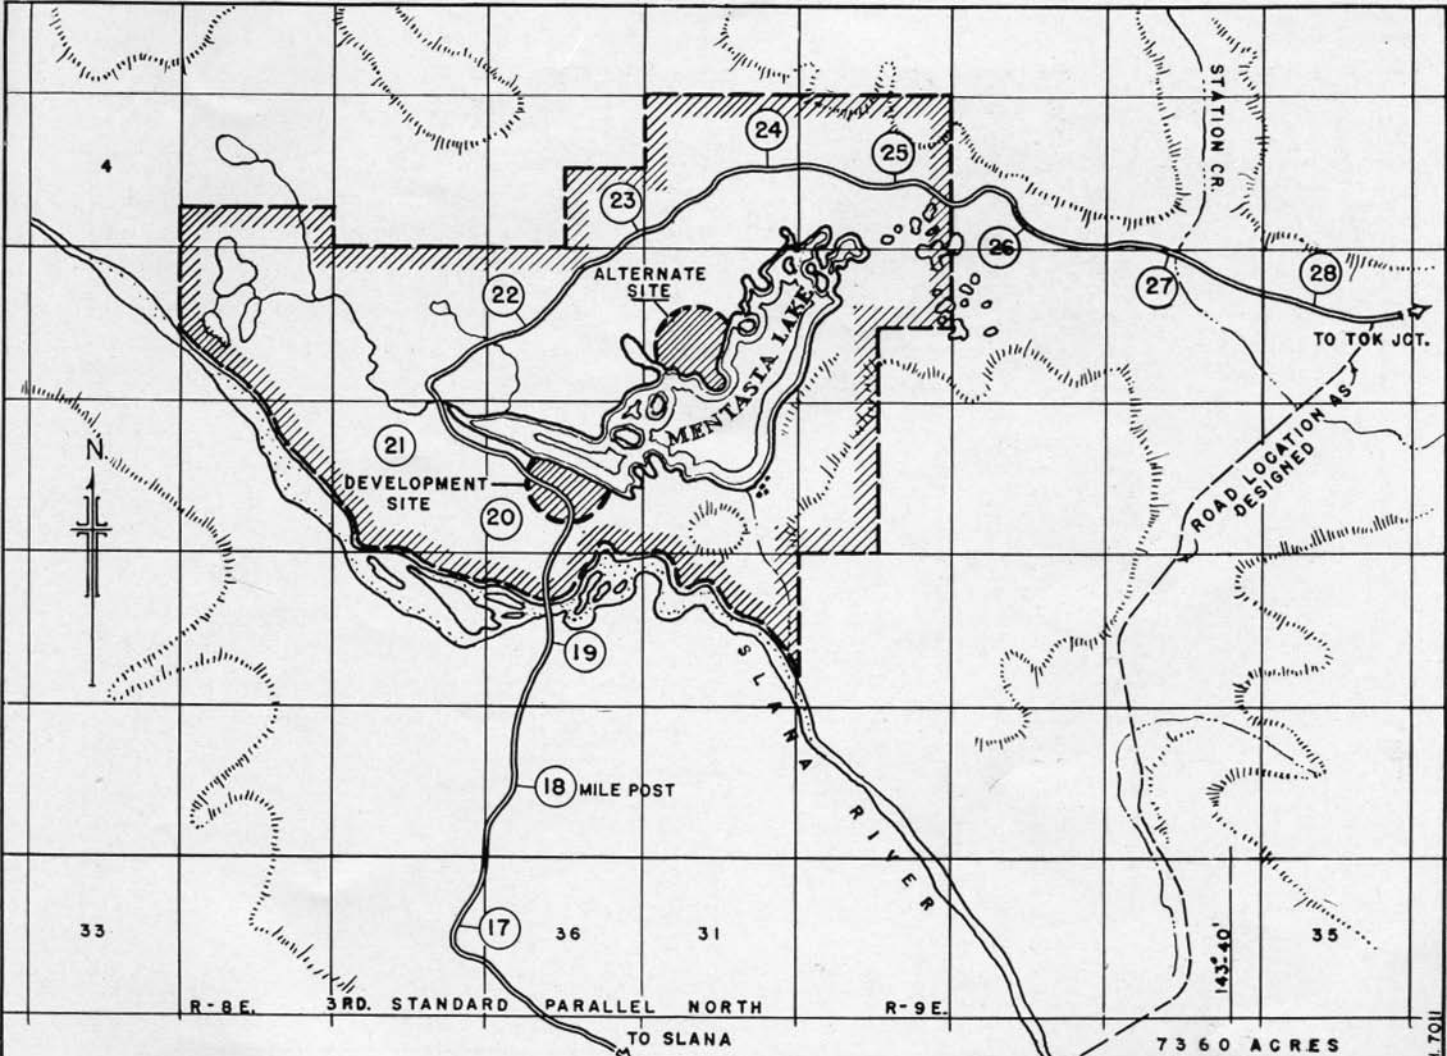 STATION CR.
4
24
25
23
26
27
28
22
ALTERNATE
SITE
TO TOK JCT.
MENTASTA LAKE
N
21
DEVELOPMENT
SITE
20
ROAD LOCATION AS
DESIGNED
19
SLANA RIVER
18 MILE POST
17
33
36
31
35
143°-40'
R-8E.
3RD. STANDARD PARALLEL NORTH
R-9E.
TO SLANA
7360 ACRES